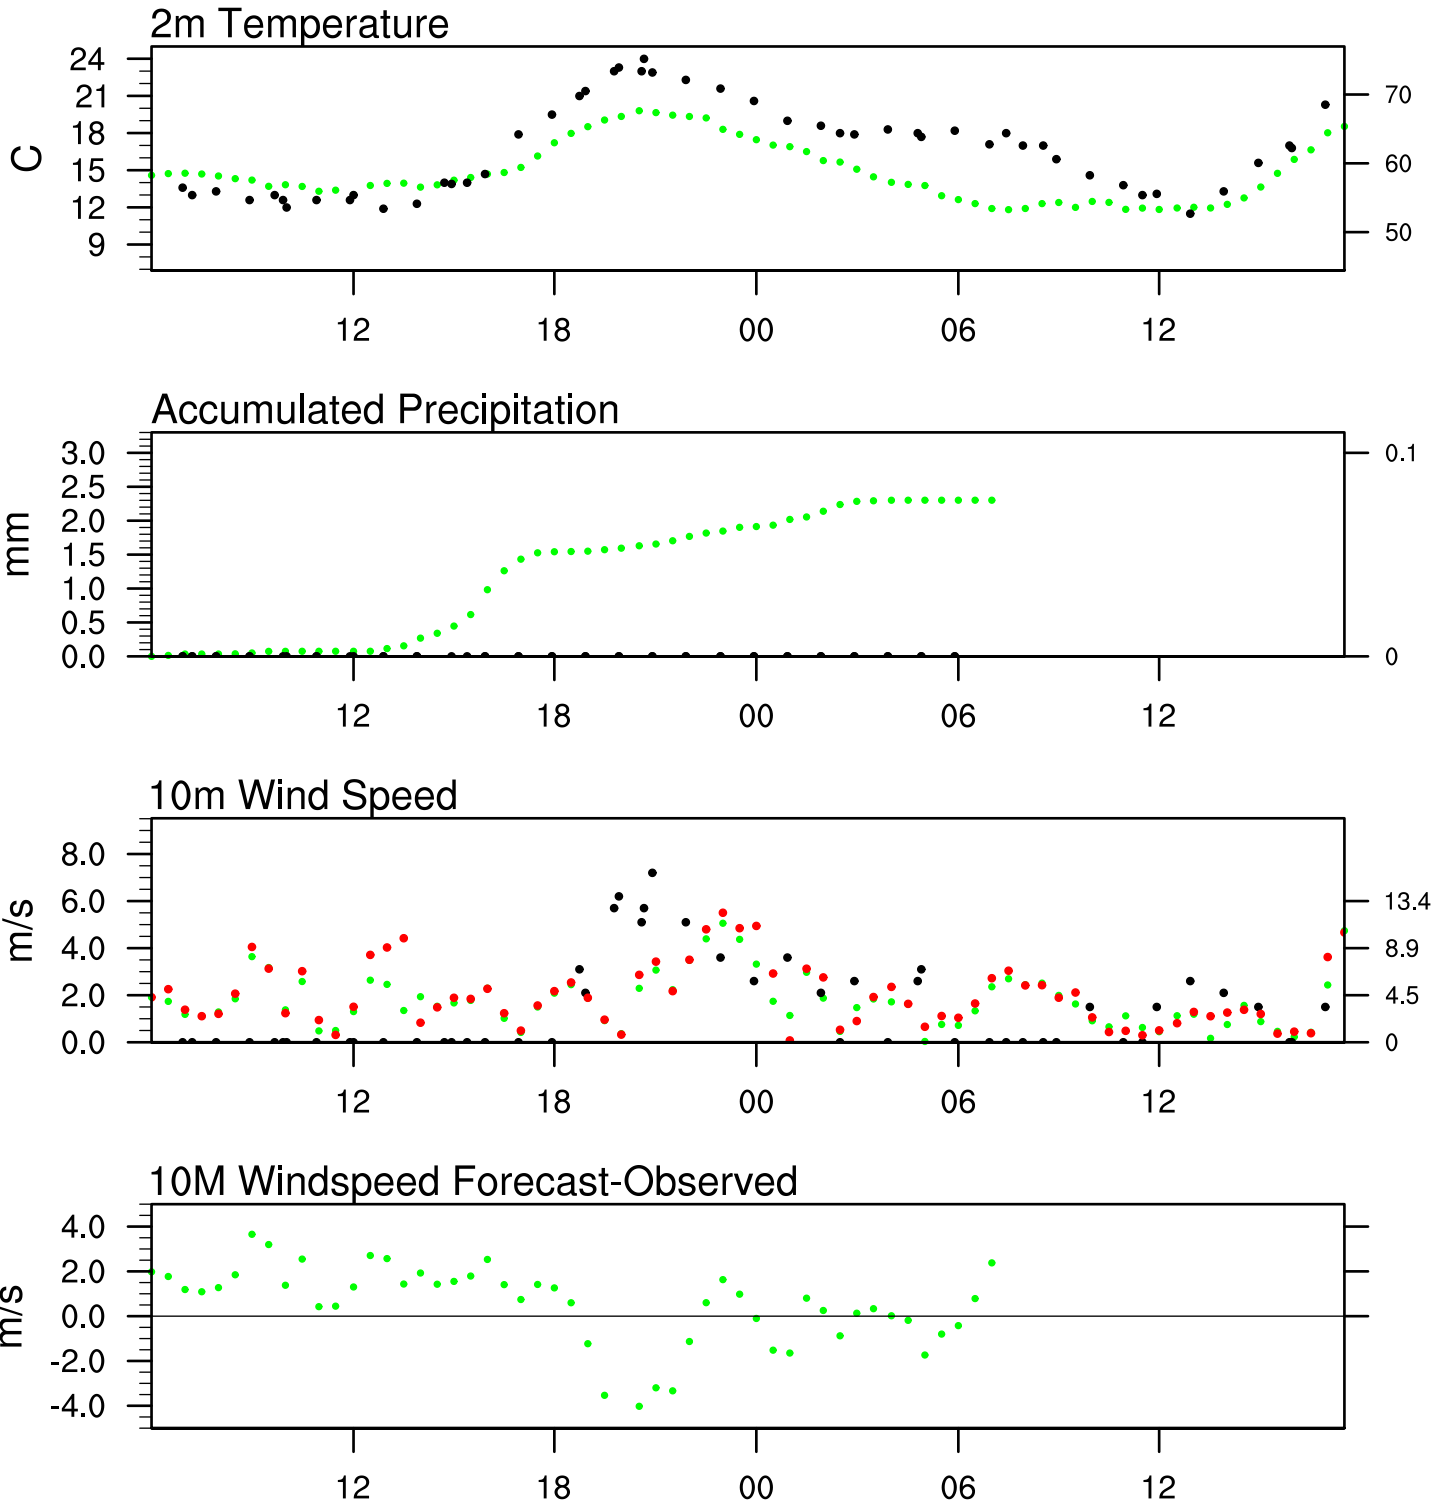 2m Temperature
24
21
18
15
12
9
C
70
60
50
12 18 00 06 12
Accumulated Precipitation
3.0
2.5
2.0
1.5
1.0
0.5
0.0
mm
0.1
0
12 18 00 06 12
10m Wind Speed
8.0
6.0
4.0
2.0
0.0
m/s
13.4
8.9
4.5
0
12 18 00 06 12
10M Windspeed Forecast-Observed
4.0
2.0
0.0
-2.0
-4.0
m/s
12 18 00 06 12